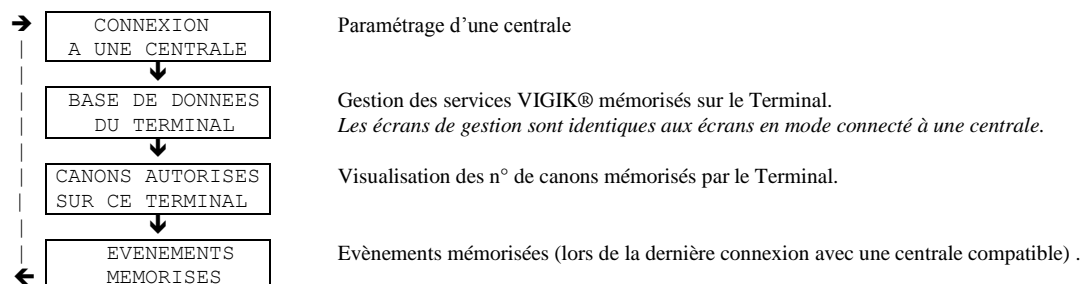 CONNEXION
A UNE CENTRALE
Paramétrage d'une centrale
BASE DE DONNEES
DU TERMINAL
Gestion des services VIGIK® mémorisés sur le Terminal.
Les écrans de gestion sont identiques aux écrans en mode connecté à une centrale.
CANONS AUTORISES
SUR CE TERMINAL
Visualisation des n° de canons mémorisés par le Terminal.
EVENEMENTS
MEMORISES
Evènements mémorisées (lors de la dernière connexion avec une centrale compatible) .